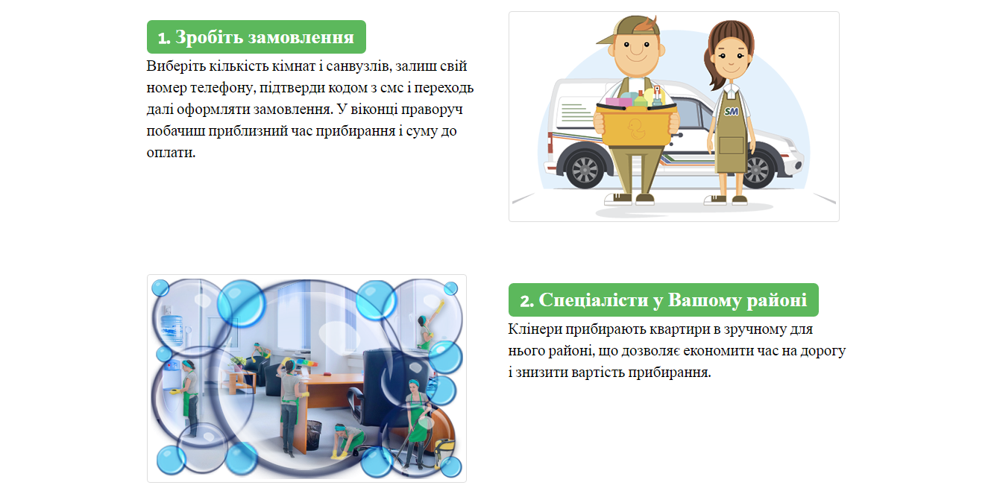 1. Зробіть замовлення
Виберіть кількість кімнат і санвузлів, залиш свій
номер телефону, підтверди кодом з смс і переходь
далі оформляти замовлення. У віконці праворуч
побачиш приблизний час прибирання і суму до
оплати.
SM
2. Спеціалісти у Вашому районі
Клінери прибирають квартири в зручному для
нього районі, що дозволяє економити час на дорогу
і знизити вартість прибирання.